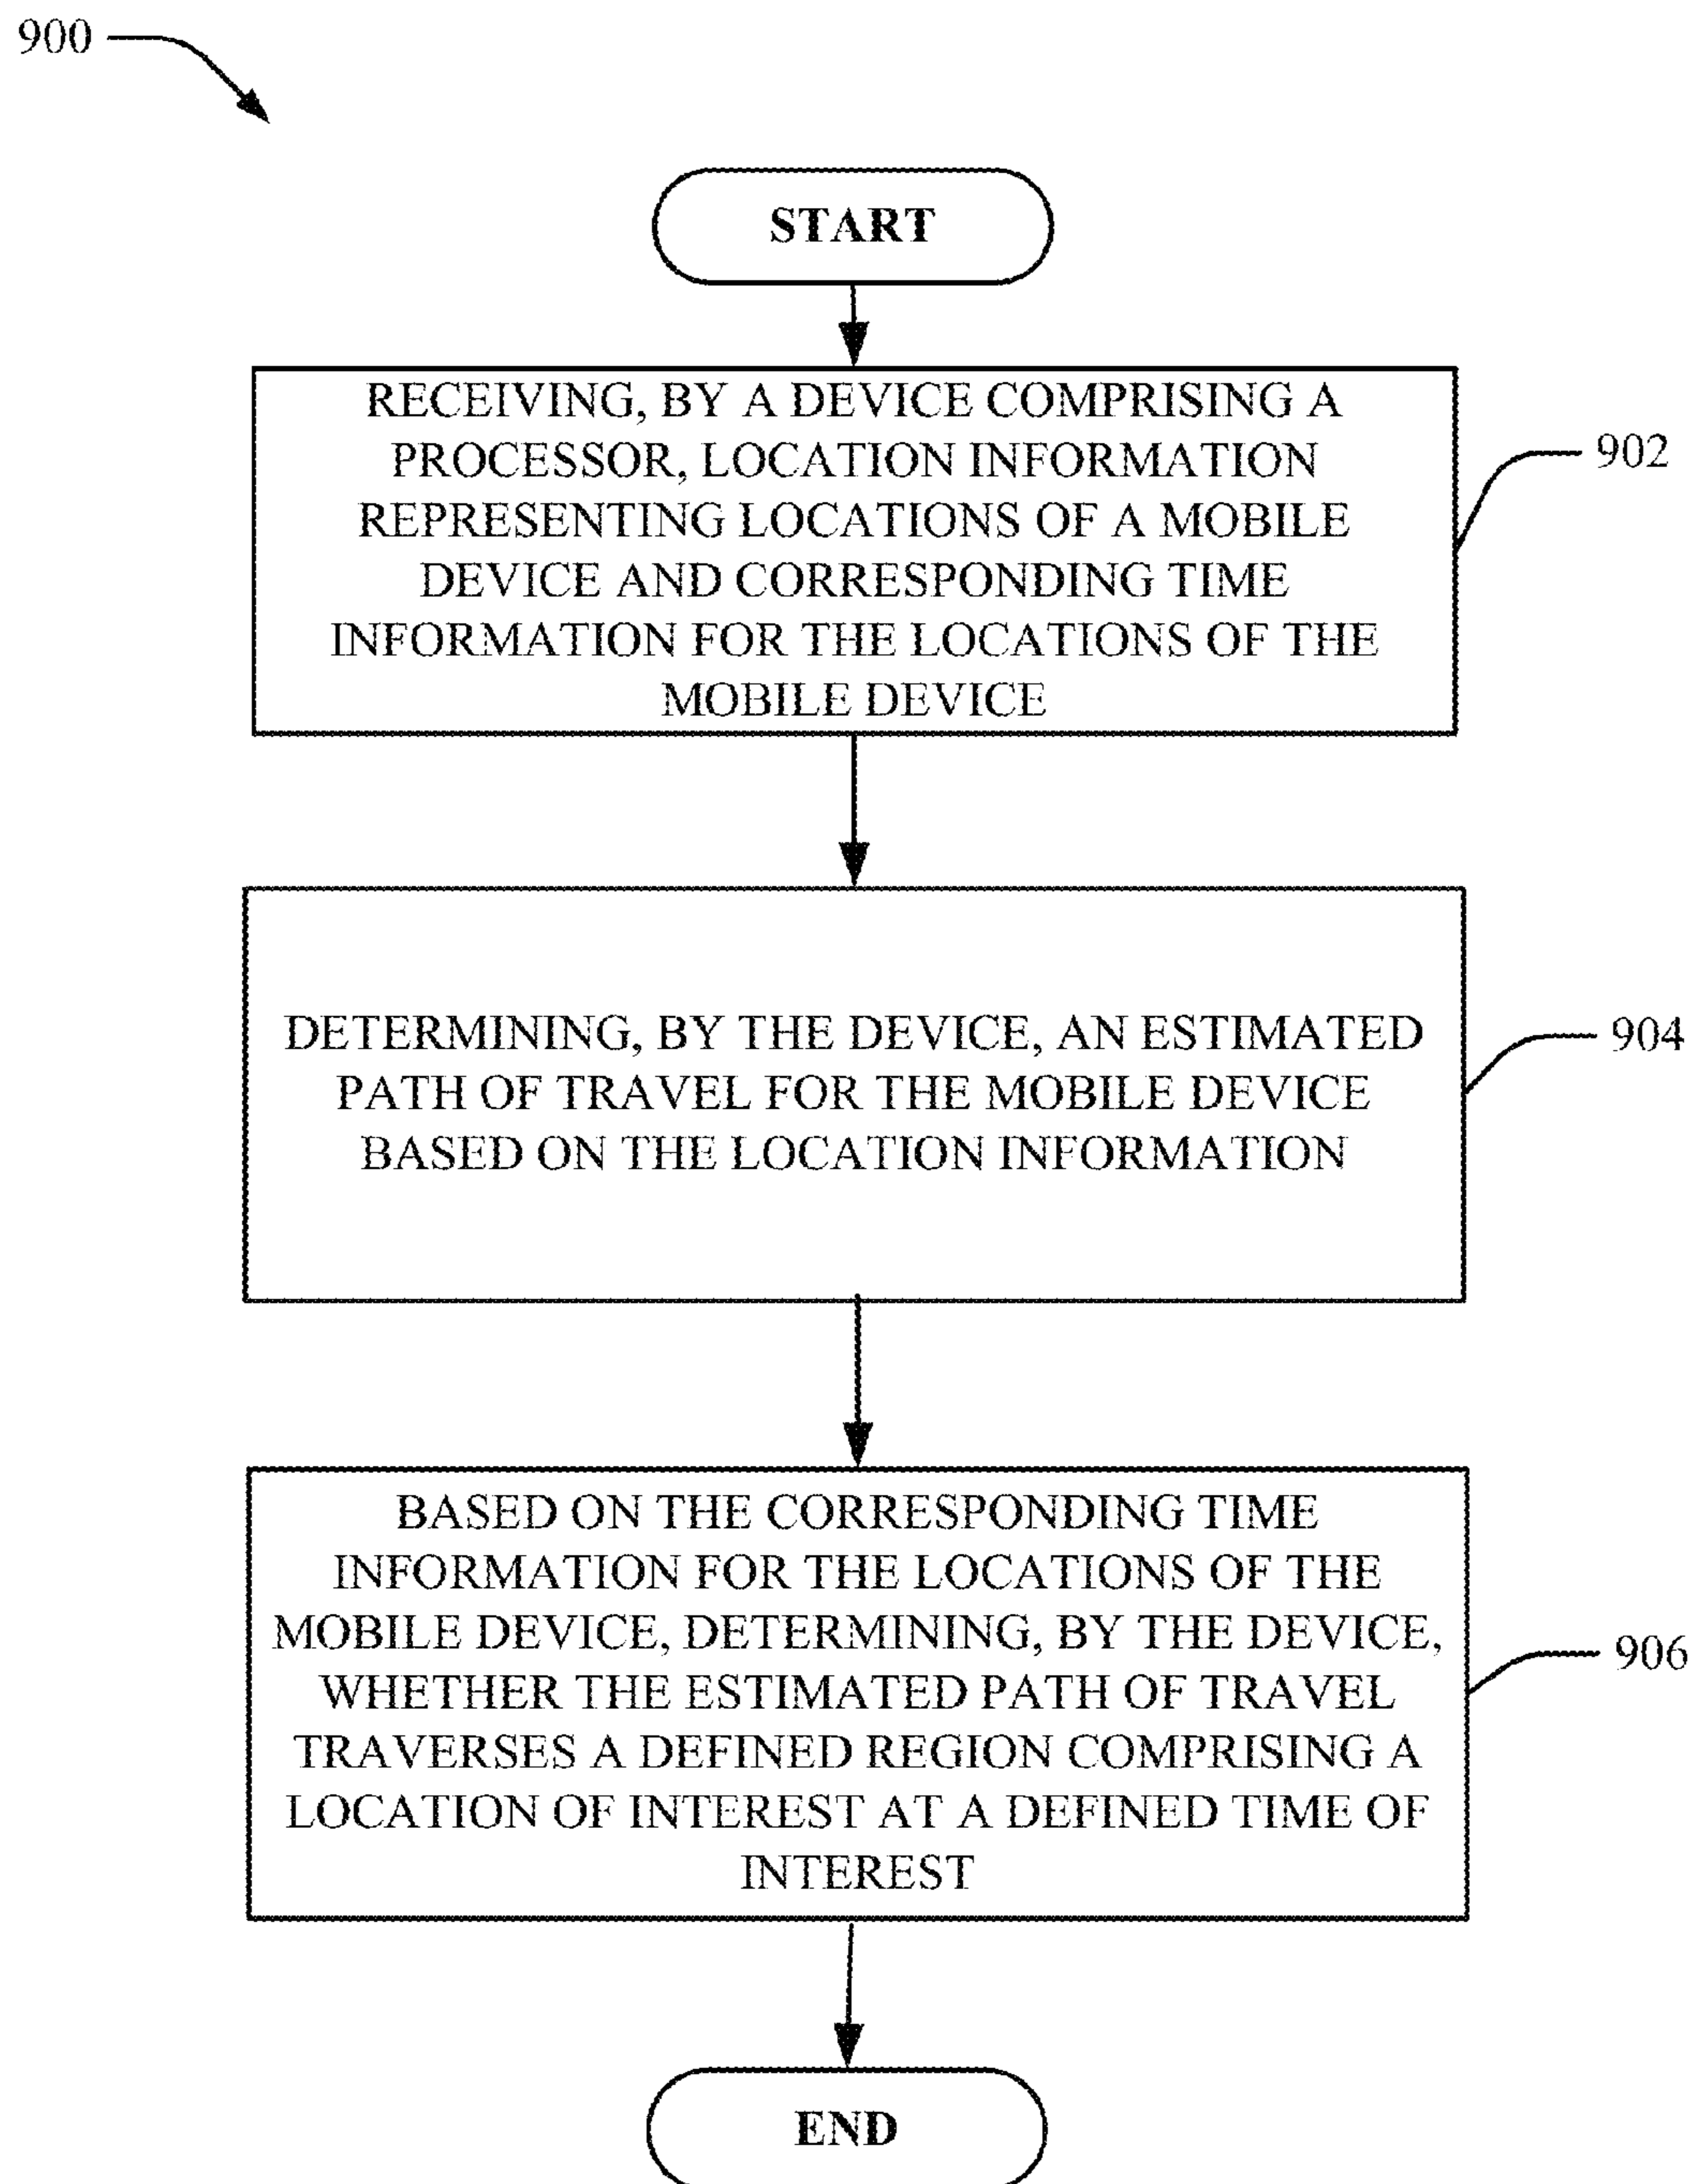 900
START
RECEIVING, BY A DEVICE COMPRISING A
PROCESSOR, LOCATION INFORMATION
REPRESENTING LOCATIONS OF A MOBILE
DEVICE AND CORRESPONDING TIME
INFORMATION FOR THE LOCATIONS OF THE
MOBILE DEVICE
902
DETERMINING, BY THE DEVICE, AN ESTIMATED
PATH OF TRAVEL FOR THE MOBILE DEVICE
BASED ON THE LOCATION INFORMATION
904
BASED ON THE CORRESPONDING TIME
INFORMATION FOR THE LOCATIONS OF THE
MOBILE DEVICE, DETERMINING, BY THE DEVICE,
WHETHER THE ESTIMATED PATH OF TRAVEL
TRAVERSES A DEFINED REGION COMPRISING A
LOCATION OF INTEREST AT A DEFINED TIME OF
INTEREST
906
END